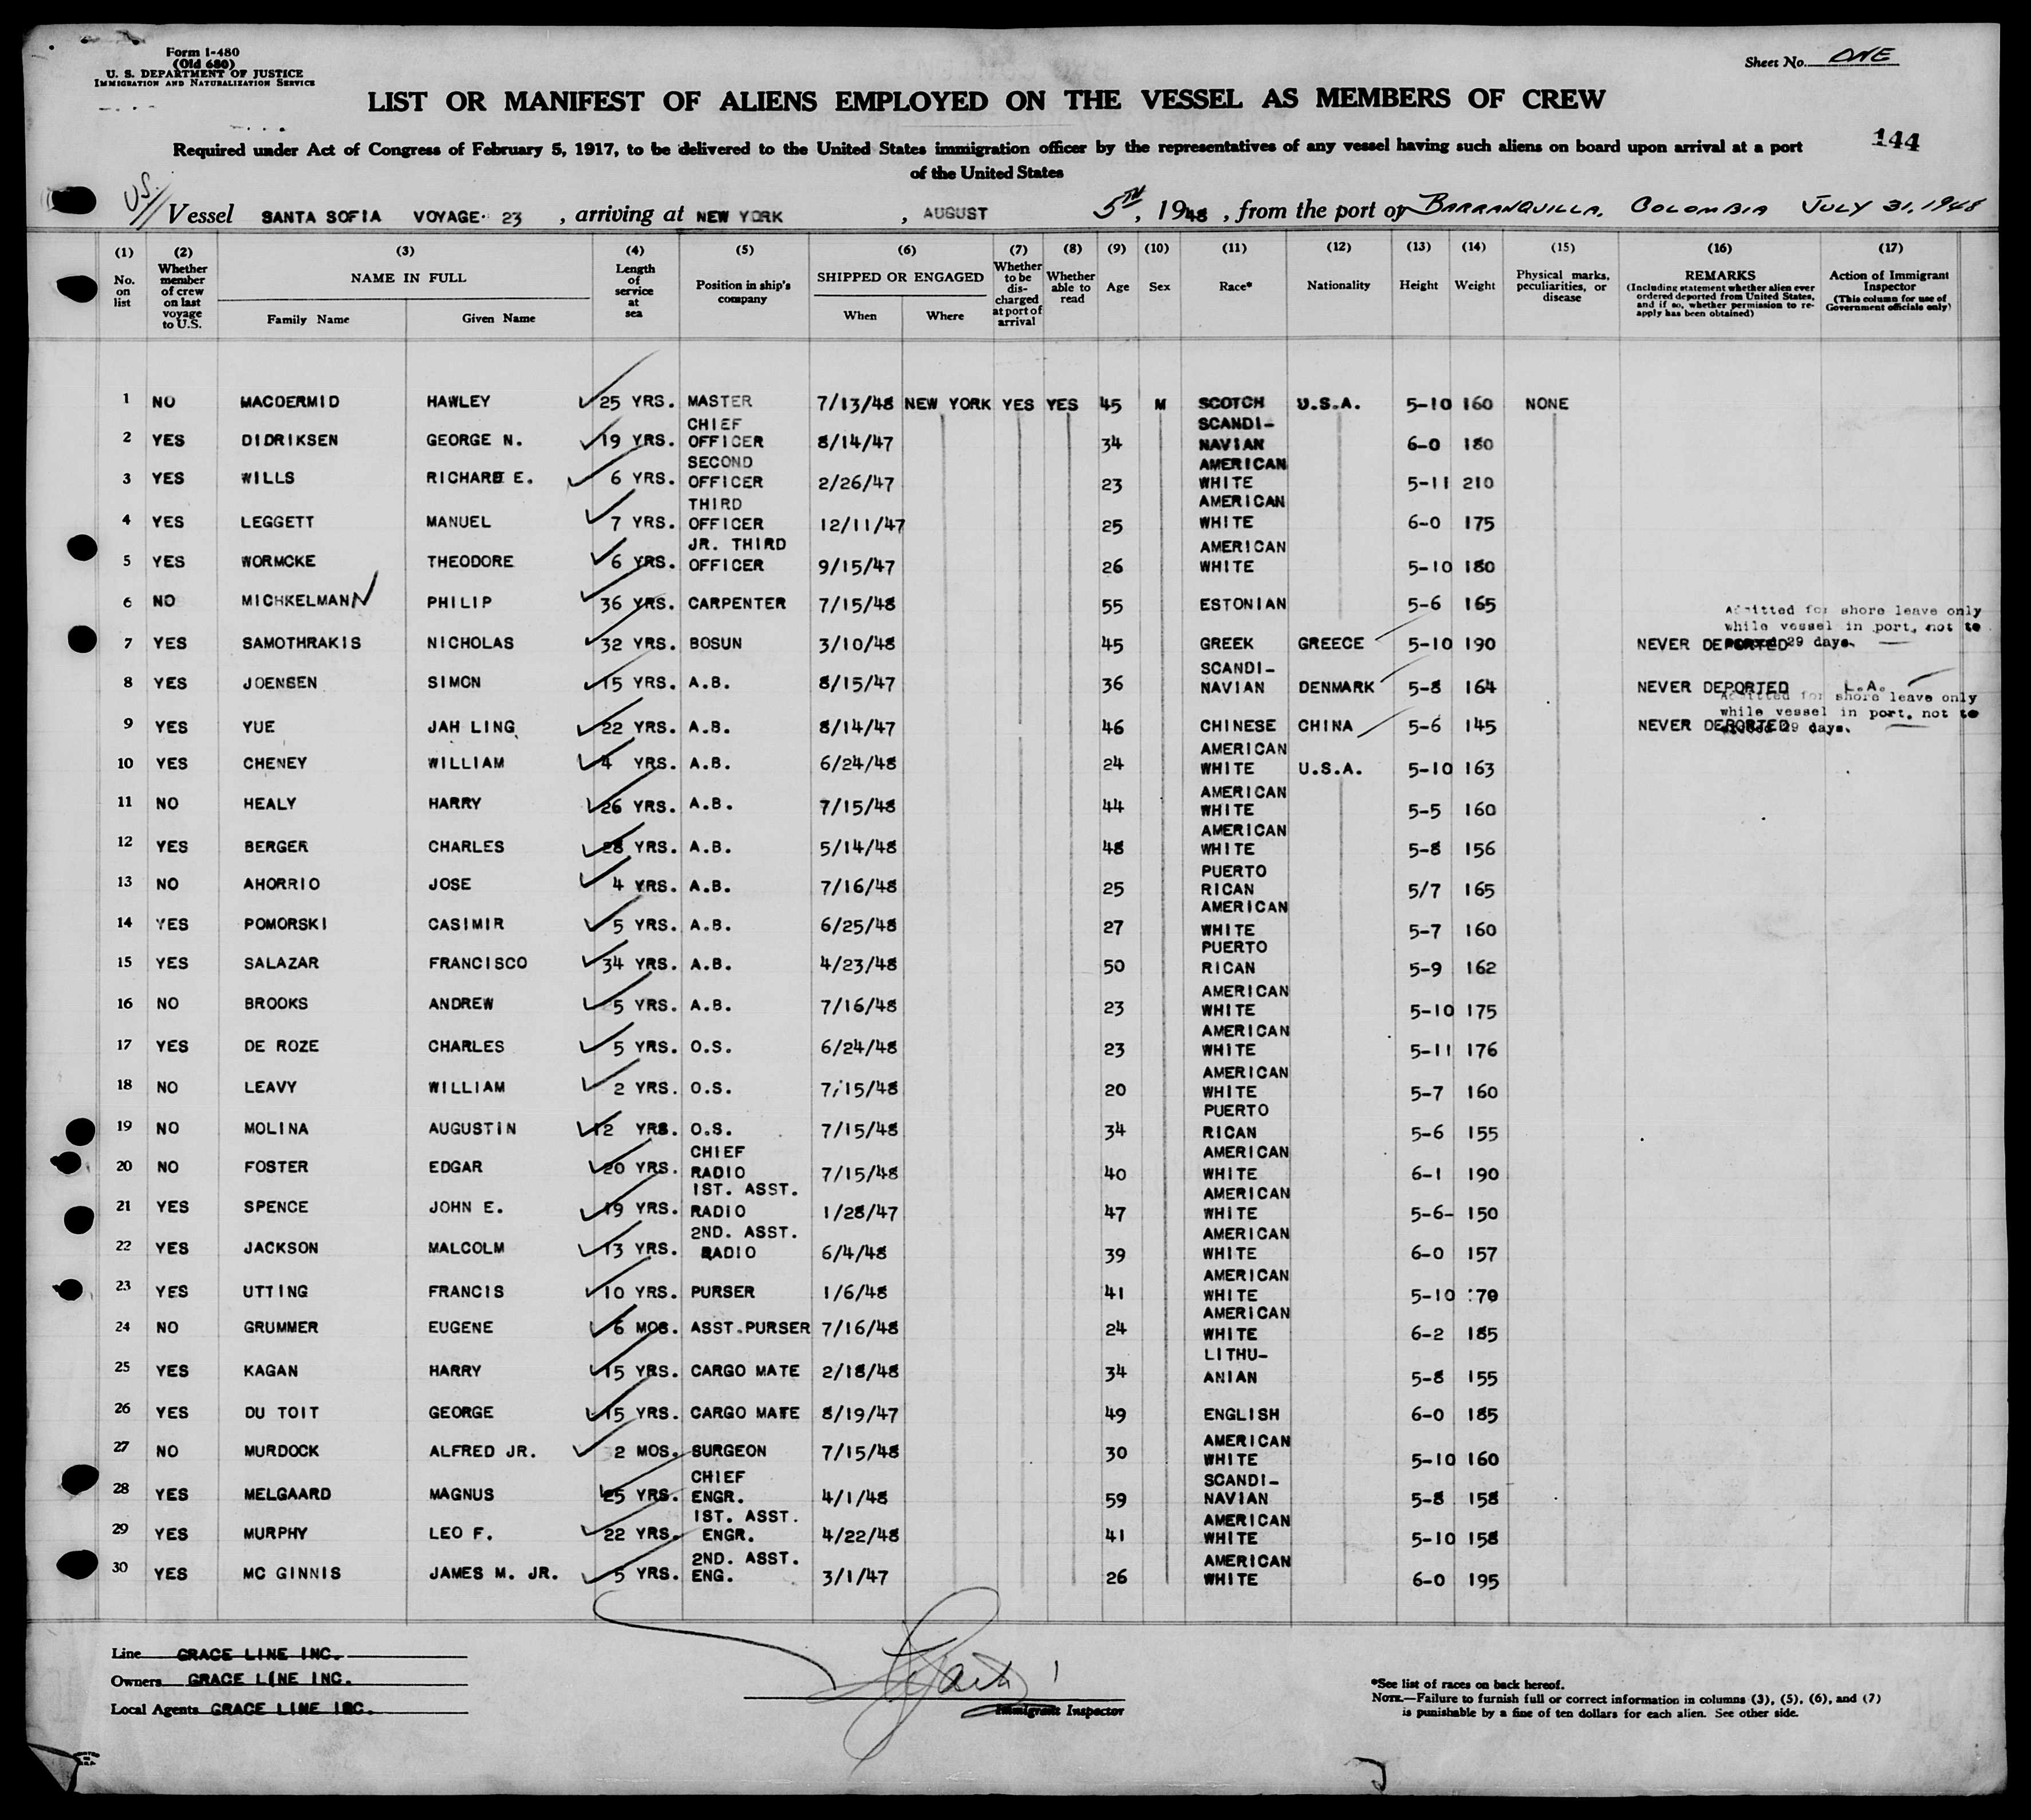 Form 1-480
(Old 680)
U. S. DEPARTMENT OF JUSTICE
IMMIGRATION AND NATURALIZATION SERVICE
Sheet No. ONE
LIST OR MANIFEST OF ALIENS EMPLOYED ON THE VESSEL AS MEMBERS OF CREW
144
Required under Act of Congress of February 5, 1917, to be delivered to the United States immigration officer by the representatives of any vessel having such aliens on board upon arrival at a port
of the United States
US.
Vessel SANTA SOFIA VOYAGE 23 , arriving at NEW YORK , AUGUST 5TH, 1948 , from the port of BARRANQUILLA, COLOMBIA JULY 31, 1948
(1) (2) (3) (4) (5) (6) (7) (8) (9) (10) (11) (12) (13) (14) (15) (16) (17)
No. on list
Whether member of crew on last voyage to U.S.
NAME IN FULL
Family Name Given Name
Length of service at sea
Position in ship's company
SHIPPED OR ENGAGED
When Where
Whether to be discharged at port of arrival
Whether able to read
Age Sex Race* Nationality Height Weight
Physical marks, peculiarities, or disease
REMARKS
(Including statement whether alien ever ordered deported from United States, and if so, whether permission to re-apply has been obtained)
Action of Immigrant Inspector
(This column for use of Government officials only)
1 NO MACDERMID HAWLEY 25 YRS. MASTER 7/13/48 NEW YORK YES YES 45 M SCOTCH U.S.A. 5-10 160 NONE
2 YES DIDRIKSEN GEORGE N. 19 YRS. CHIEF OFFICER 8/14/47 34 SCANDI-NAVIAN 6-0 180
3 YES WILLS RICHARD E. 6 YRS. SECOND OFFICER 2/26/47 23 AMERICAN WHITE 5-11 210
4 YES LEGGETT MANUEL 7 YRS. THIRD OFFICER 12/11/47 25 AMERICAN WHITE 6-0 175
5 YES WORMCKE THEODORE 6 YRS. JR. THIRD OFFICER 9/15/47 26 AMERICAN WHITE 5-10 180
6 NO MICHKELMANN PHILIP 36 YRS. CARPENTER 7/15/48 55 ESTONIAN 5-6 165
Admitted for shore leave only
while vessel in port, not to
exceed 29 days.
7 YES SAMOTHRAKIS NICHOLAS 32 YRS. BOSUN 3/10/48 45 GREEK GREECE 5-10 190 NEVER DEPORTED
8 YES JOENSEN SIMON 15 YRS. A.B. 8/15/47 36 SCANDI-NAVIAN DENMARK 5-8 164 NEVER DEPORTED L.A.
Admitted for shore leave only
while vessel in port, not to
exceed 29 days.
9 YES YUE JAH LING 22 YRS. A.B. 8/14/47 46 CHINESE CHINA 5-6 145 NEVER DEPORTED
10 YES CHENEY WILLIAM 4 YRS. A.B. 6/24/48 24 AMERICAN WHITE U.S.A. 5-10 163
11 NO HEALY HARRY 26 YRS. A.B. 7/15/48 44 AMERICAN WHITE 5-5 160
12 YES BERGER CHARLES 28 YRS. A.B. 5/14/48 48 AMERICAN WHITE 5-8 156
13 NO AHORRIO JOSE 4 YRS. A.B. 7/16/48 25 PUERTO RICAN 5/7 165
14 YES POMORSKI CASIMIR 5 YRS. A.B. 6/25/48 27 AMERICAN WHITE 5-7 160
15 YES SALAZAR FRANCISCO 34 YRS. A.B. 4/23/48 50 PUERTO RICAN 5-9 162
16 NO BROOKS ANDREW 5 YRS. A.B. 7/16/48 23 AMERICAN WHITE 5-10 175
17 YES DE ROZE CHARLES 5 YRS. O.S. 6/24/48 23 AMERICAN WHITE 5-11 176
18 NO LEAVY WILLIAM 2 YRS. O.S. 7/15/48 20 AMERICAN WHITE 5-7 160
19 NO MOLINA AUGUSTIN 12 YRS. O.S. 7/15/48 34 PUERTO RICAN 5-6 155
20 NO FOSTER EDGAR 20 YRS. CHIEF RADIO 7/15/48 40 AMERICAN WHITE 6-1 190
21 YES SPENCE JOHN E. 19 YRS. 1ST. ASST. RADIO 1/28/47 47 AMERICAN WHITE 5-6- 150
22 YES JACKSON MALCOLM 13 YRS. 2ND. ASST. RADIO 6/4/48 39 AMERICAN WHITE 6-0 157
23 YES UTTING FRANCIS 10 YRS. PURSER 1/6/48 41 AMERICAN WHITE 5-10 170
24 NO GRUMMER EUGENE 6 MOS. ASST.PURSER 7/16/48 24 AMERICAN WHITE 6-2 185
25 YES KAGAN HARRY 15 YRS. CARGO MATE 2/18/48 34 LITHU-ANIAN 5-8 155
26 YES DU TOIT GEORGE 15 YRS. CARGO MATE 8/19/47 49 ENGLISH 6-0 185
27 NO MURDOCK ALFRED JR. 2 MOS. SURGEON 7/15/48 30 AMERICAN WHITE 5-10 160
28 YES MELGAARD MAGNUS 25 YRS. CHIEF ENGR. 4/1/48 59 SCANDI-NAVIAN 5-8 158
29 YES MURPHY LEO F. 22 YRS. 1ST. ASST. ENGR. 4/22/48 41 AMERICAN WHITE 5-10 158
30 YES MC GINNIS JAMES M. JR. 5 YRS. 2ND. ASST. ENG. 3/1/47 26 AMERICAN WHITE 6-0 195
Line GRACE LINE INC.
Owners GRACE LINE INC.
Local Agents GRACE LINE INC.
Immigrant Inspector
*See list of races on back hereof.
NOTE.—Failure to furnish full or correct information in columns (3), (5), (6), and (7)
is punishable by a fine of ten dollars for each alien. See other side.